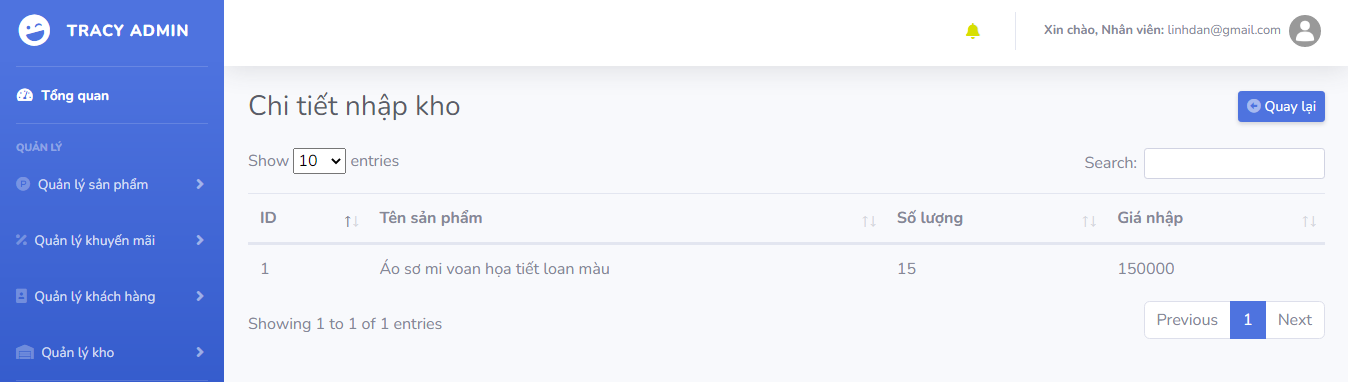 TRACY ADMIN
Xin chào, Nhân viên: linhdan@gmail.com
Tổng quan
QUẢN LÝ
Quản lý sản phẩm
Quản lý khuyến mãi
Quản lý khách hàng
Quản lý kho
Chi tiết nhập kho
Quay lại
Show 10 entries
Search:
ID Tên sản phẩm Số lượng Giá nhập
1 Áo sơ mi voan họa tiết loan màu 15 150000
Showing 1 to 1 of 1 entries
Previous 1 Next